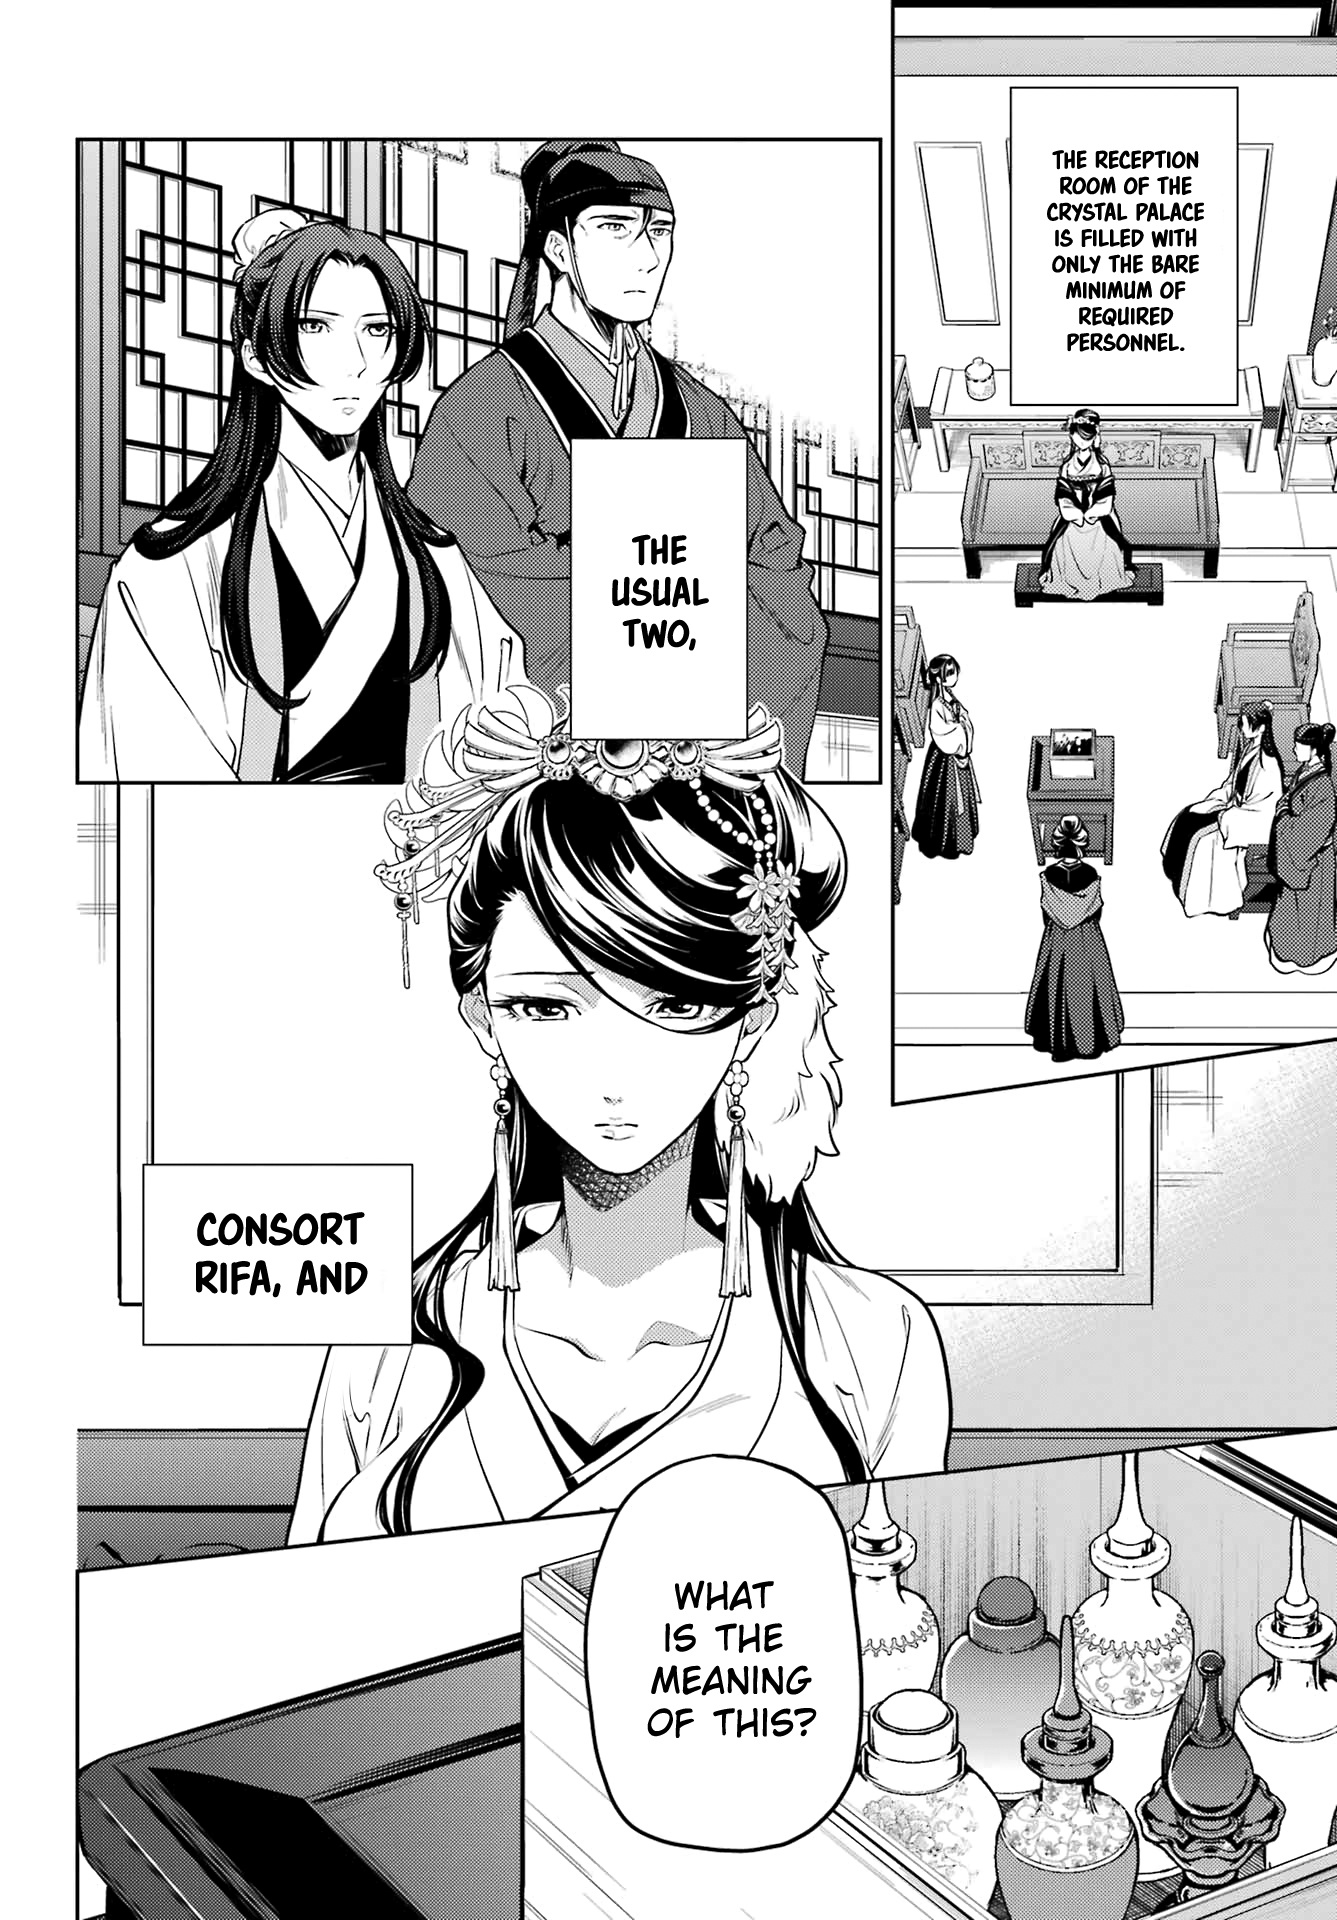 THE RECEPTION
ROOM OF THE
CRYSTAL PALACE
IS FILLED WITH
ONLY THE BARE
MINIMUM OF
REQUIRED
PERSONNEL.
THE
USUAL
TWO,
CONSORT
RIFA, AND
WHAT
IS THE
MEANING
OF THIS?